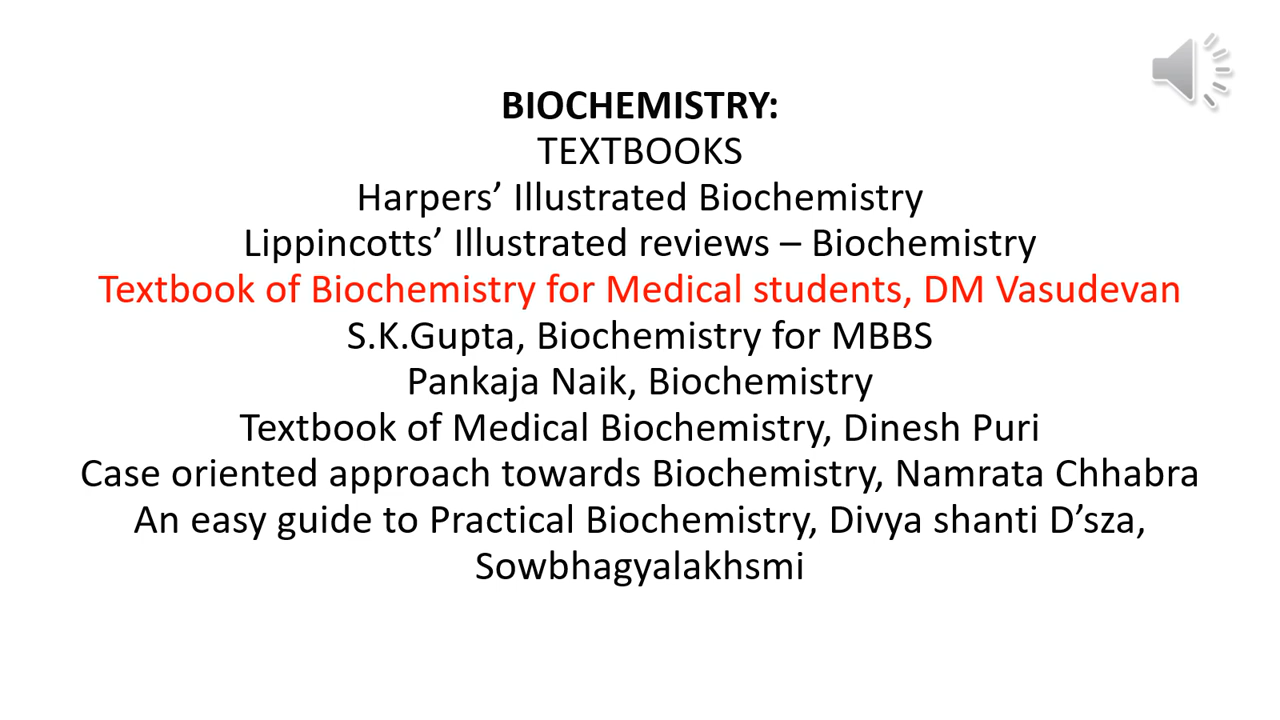 BIOCHEMISTRY:
TEXTBOOKS
Harpers’ Illustrated Biochemistry
Lippincotts’ Illustrated reviews – Biochemistry
Textbook of Biochemistry for Medical students, DM Vasudevan
S.K.Gupta, Biochemistry for MBBS
Pankaja Naik, Biochemistry
Textbook of Medical Biochemistry, Dinesh Puri
Case oriented approach towards Biochemistry, Namrata Chhabra
An easy guide to Practical Biochemistry, Divya shanti D’sza,
Sowbhagyalakhsmi